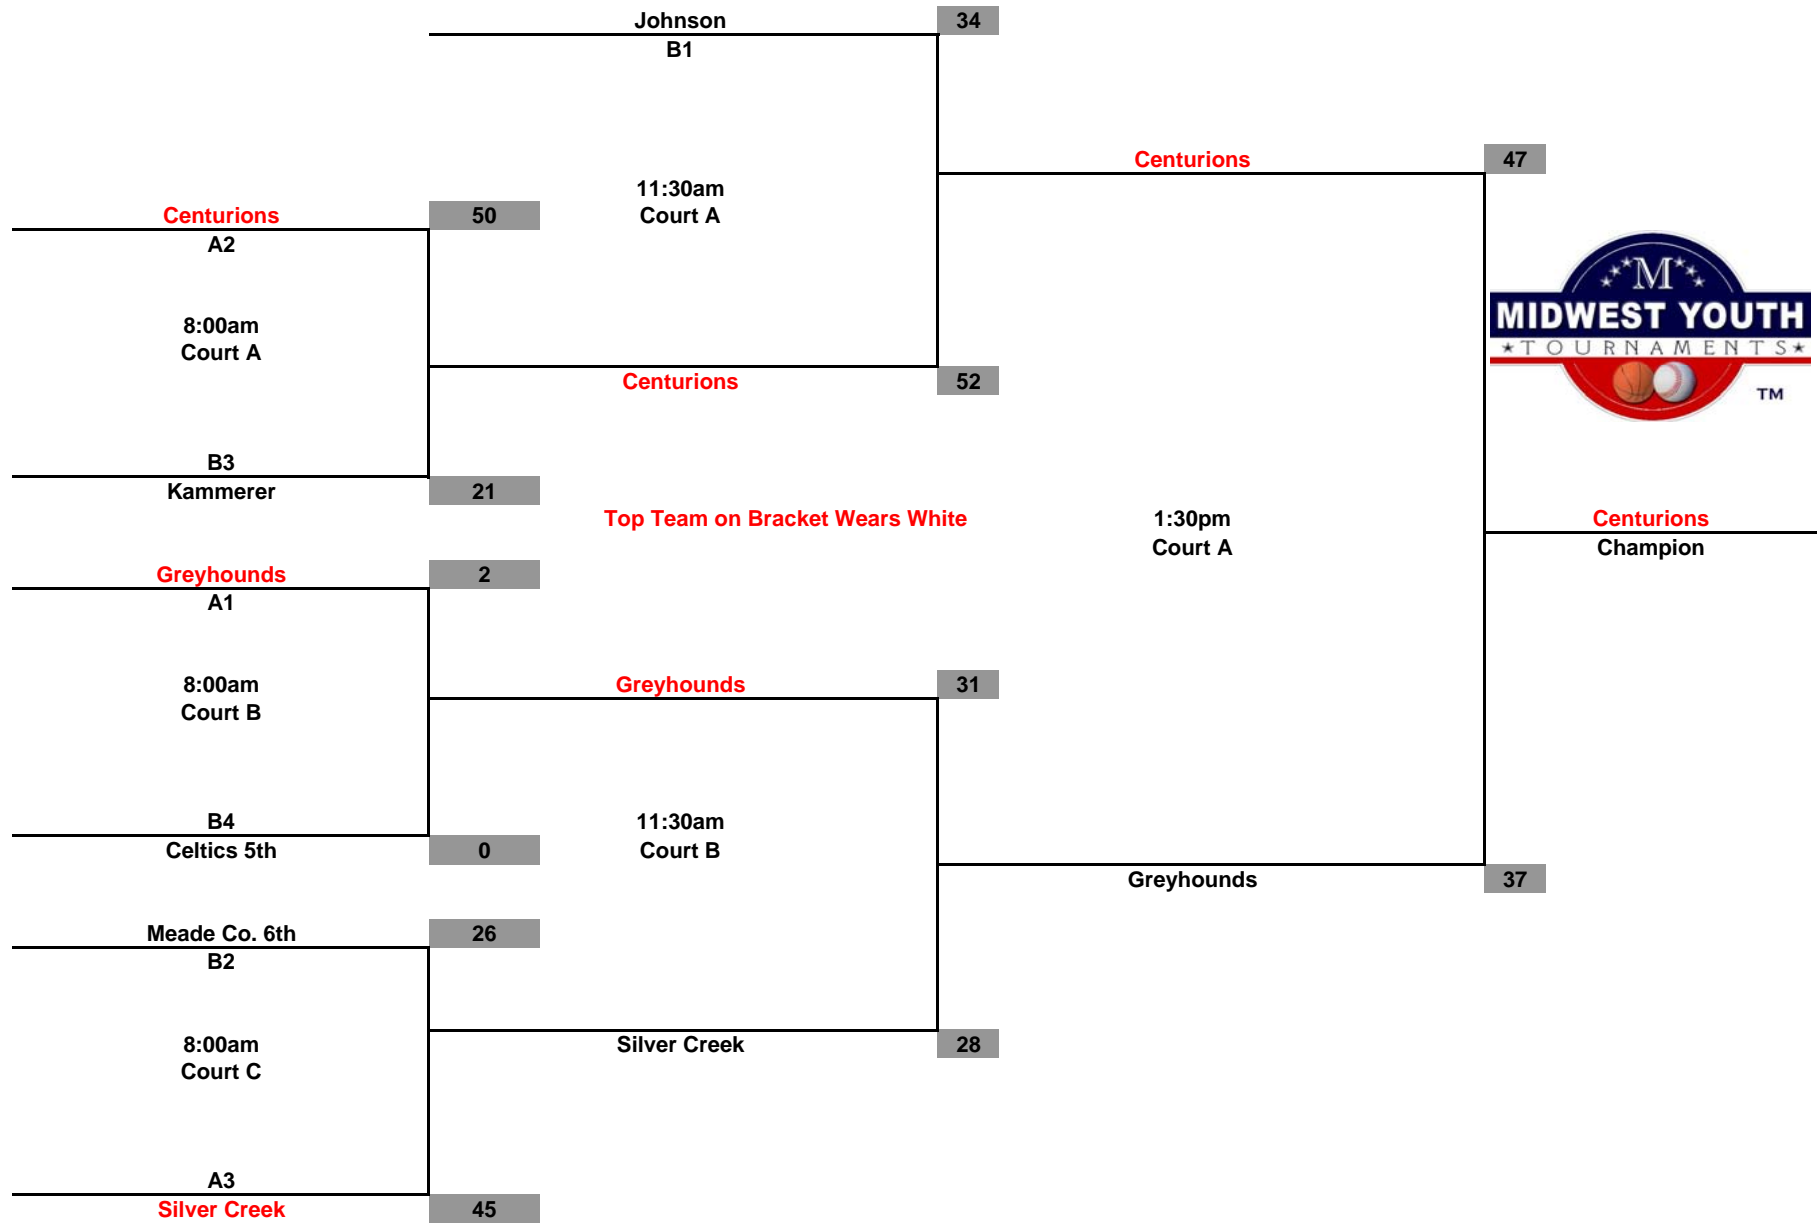 Johnson 34
B1
Centurions 47
11:30am
Court A
Centurions 50
A2
M
MIDWEST YOUTH
TOURNAMENTS
TM
8:00am
Court A
Centurions 52
B3
Kammerer 21
Top Team on Bracket Wears White
1:30pm
Court A
Centurions
Champion
Greyhounds 2
A1
8:00am
Court B
Greyhounds 31
B4
Celtics 5th 0
11:30am
Court B
Greyhounds 37
Meade Co. 6th 26
B2
8:00am
Court C
Silver Creek 28
A3
Silver Creek 45